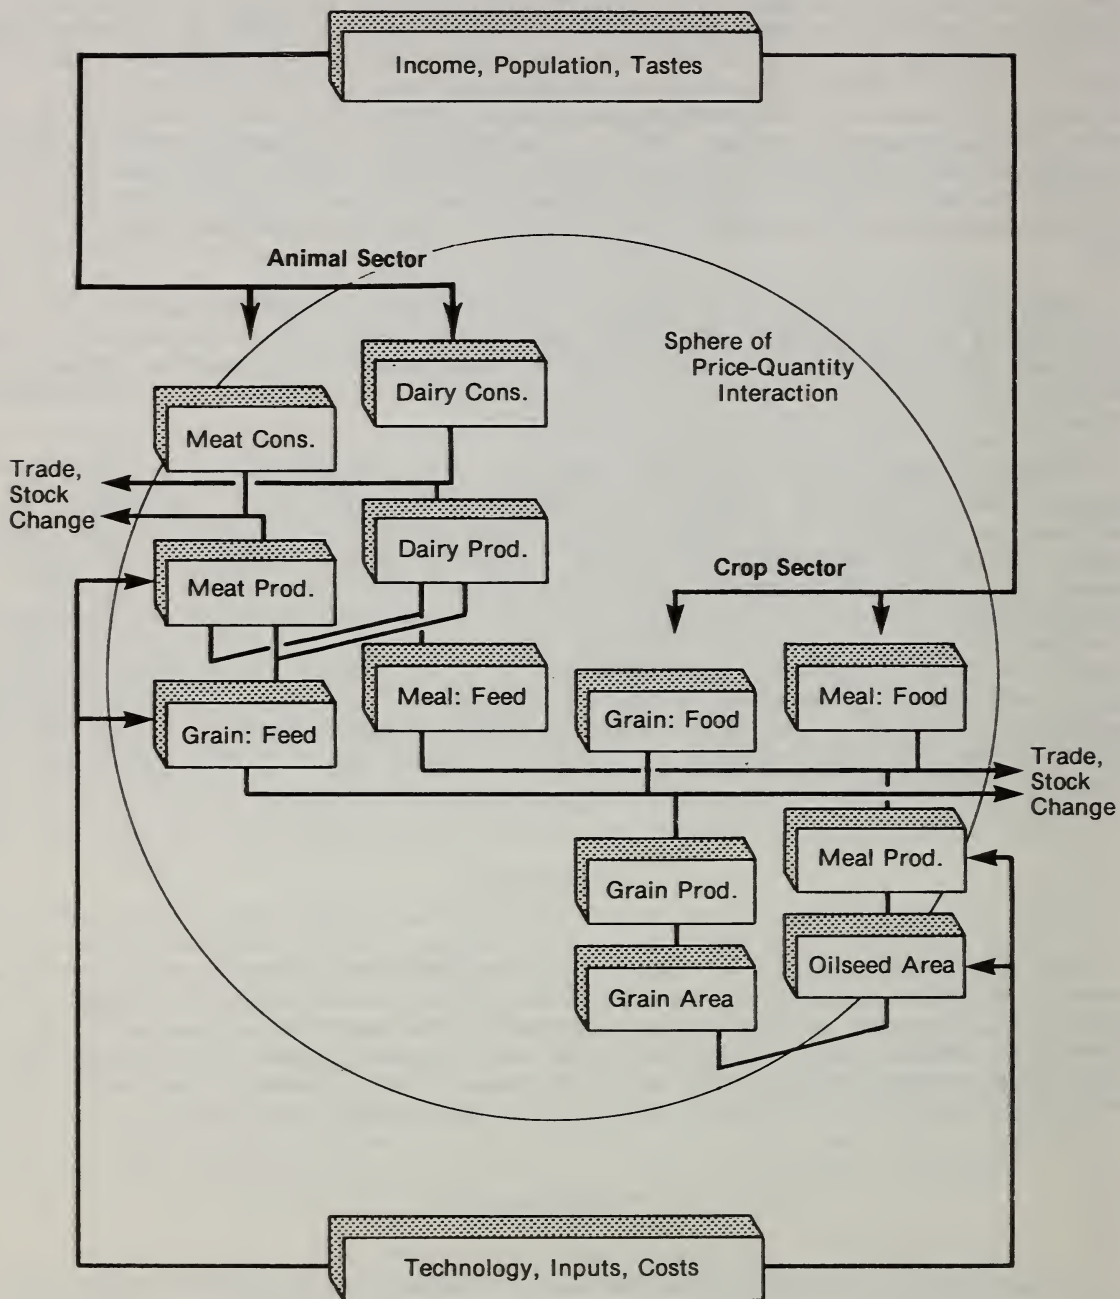 Income, Population, Tastes
Animal Sector
Sphere of
Price-Quantity
Interaction
Dairy Cons.
Meat Cons.
Trade,
Stock
Change
Dairy Prod.
Meat Prod.
Crop Sector
Meal: Feed
Meal: Food
Grain: Food
Grain: Feed
Trade,
Stock
Change
Meal Prod.
Grain Prod.
Oilseed Area
Grain Area
Technology, Inputs, Costs